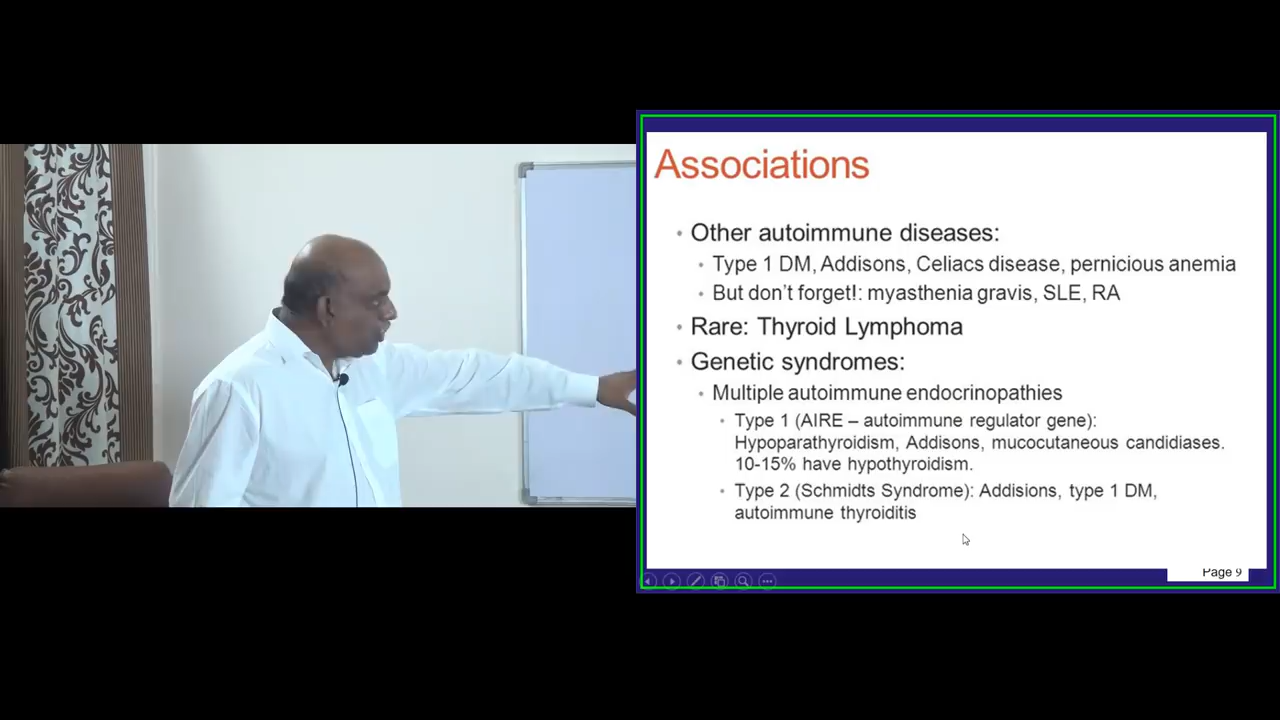 Associations
Other autoimmune diseases:
Type 1 DM, Addisons, Celiacs disease, pernicious anemia
But don't forget!: myasthenia gravis, SLE, RA
Rare: Thyroid Lymphoma
Genetic syndromes:
Multiple autoimmune endocrinopathies
Type 1 (AIRE – autoimmune regulator gene):
Hypoparathyroidism, Addisons, mucocutaneous candidiases.
10-15% have hypothyroidism.
Type 2 (Schmidts Syndrome): Addisions, type 1 DM,
autoimmune thyroiditis
Page 9